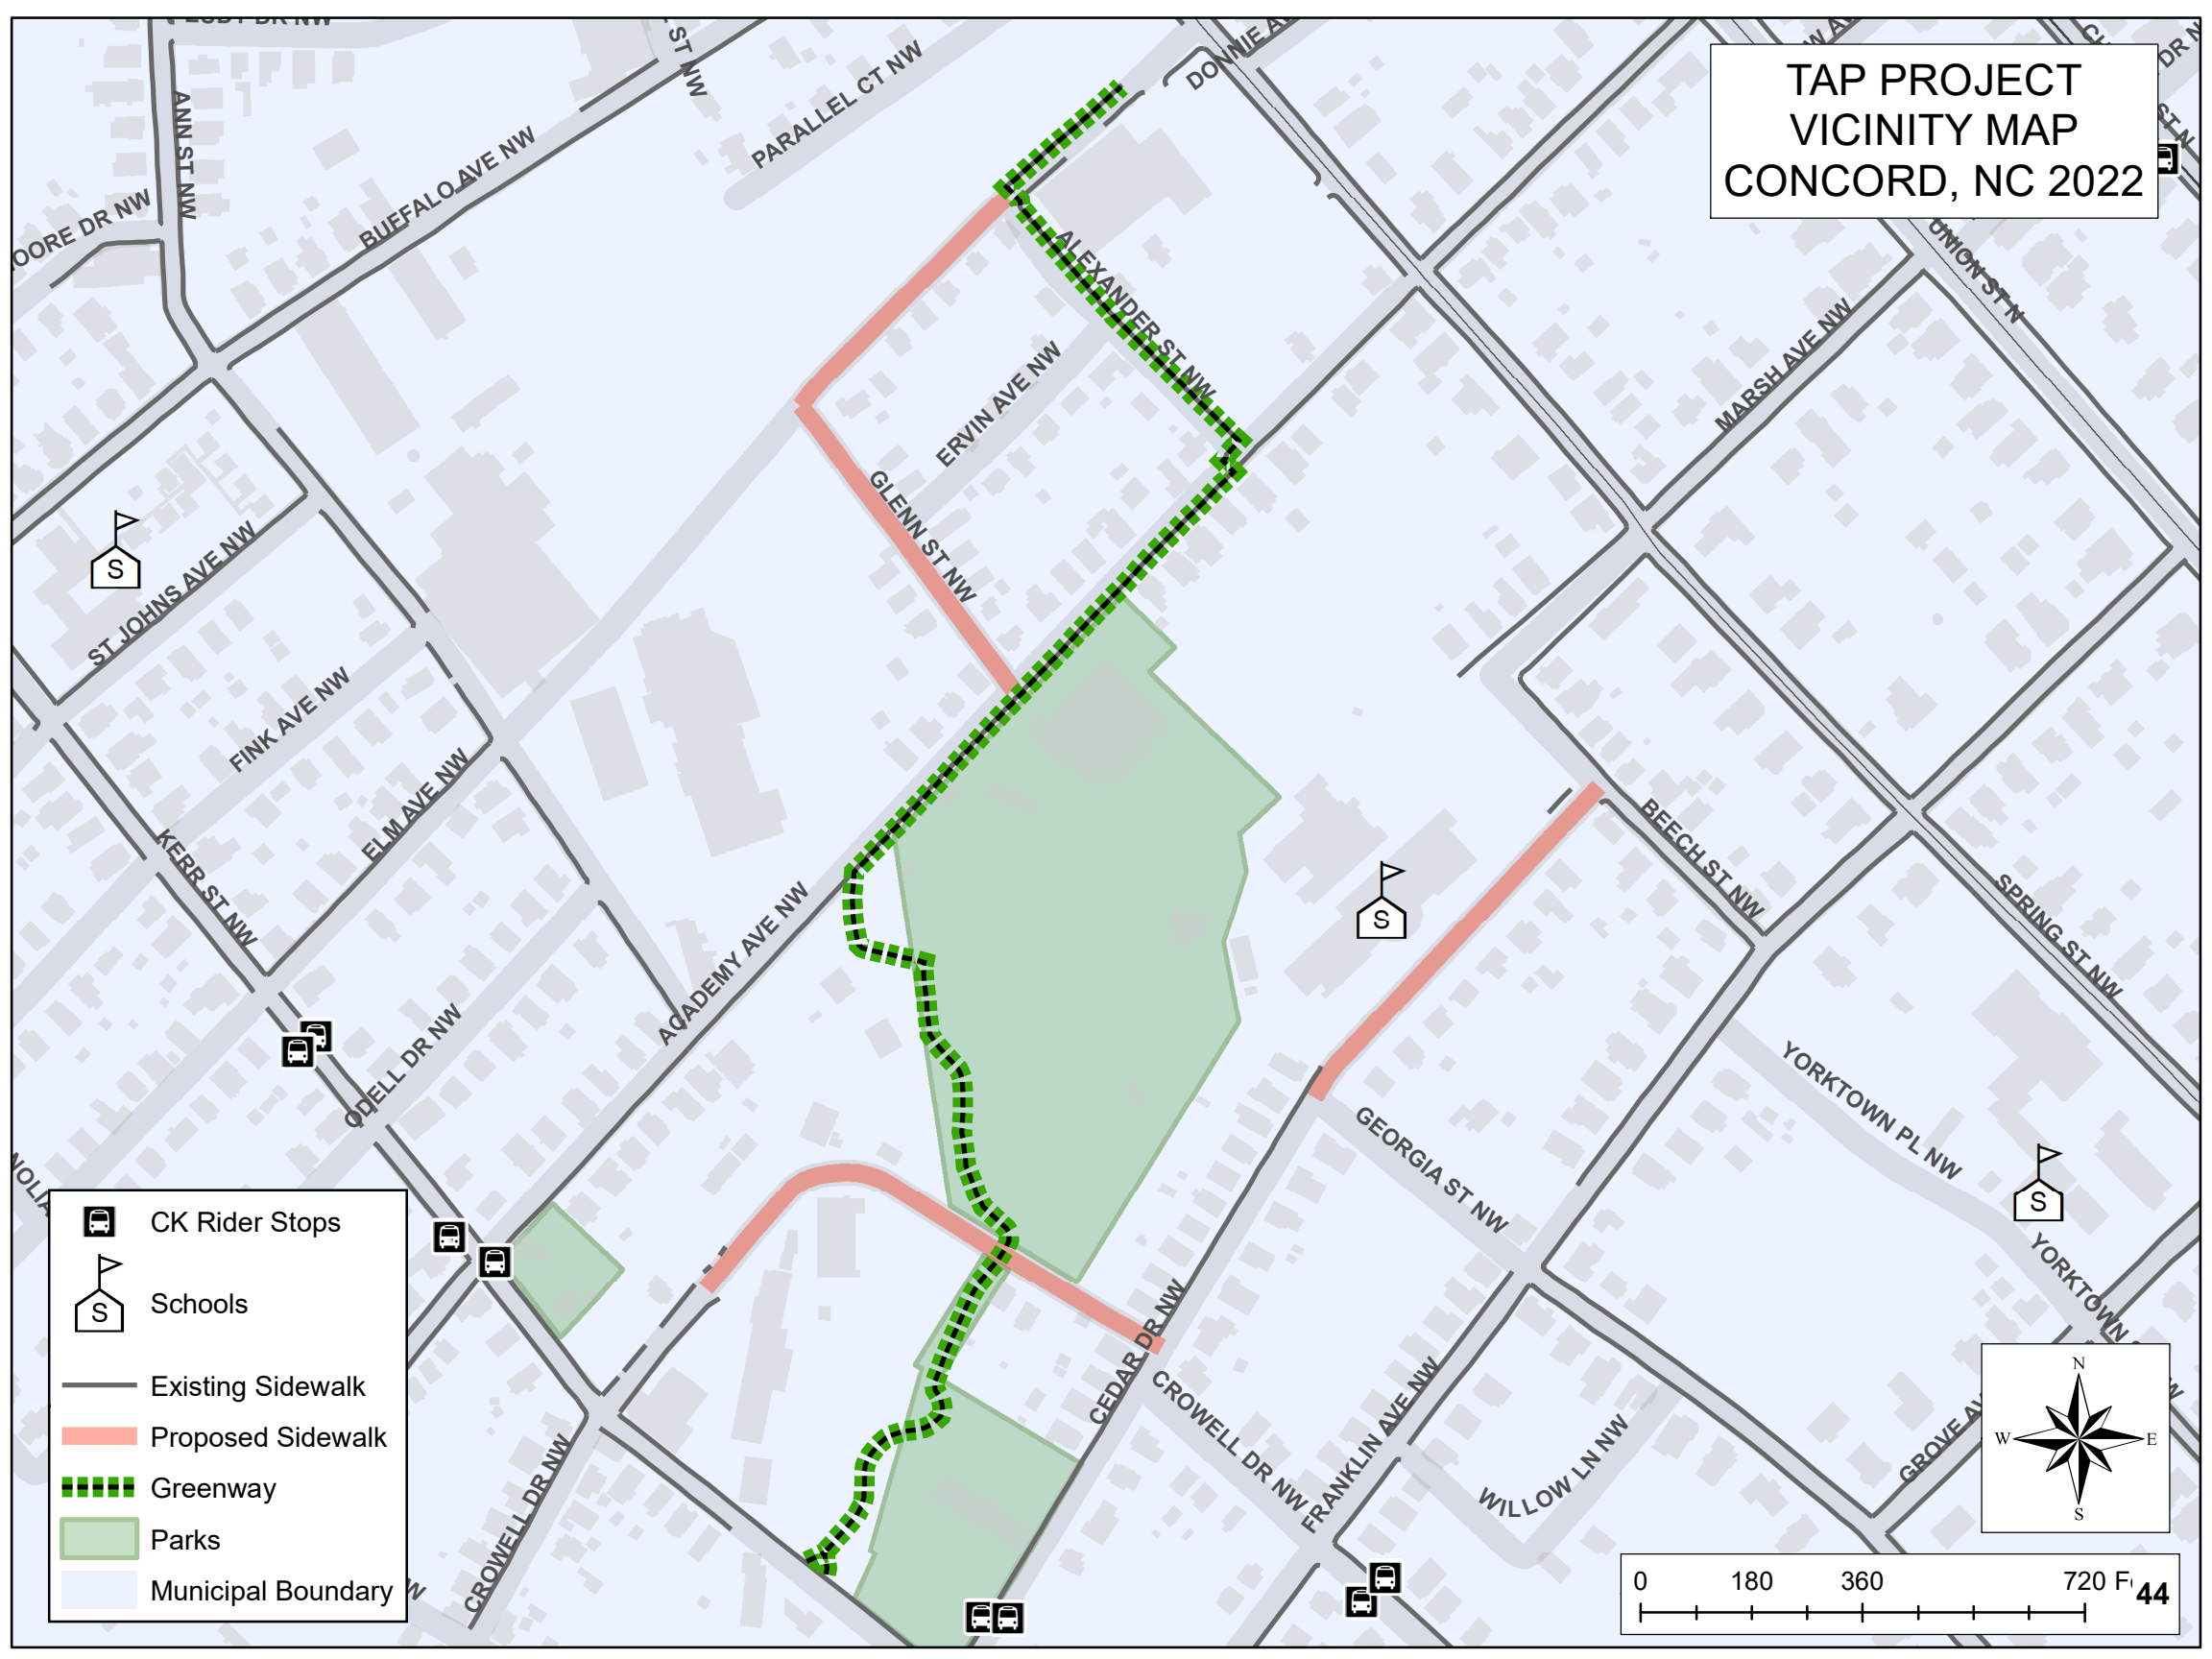 TAP PROJECT
VICINITY MAP
CONCORD, NC 2022
ST NW
PARALLEL CT NW
ANN ST NW
BUFFALO AVE NW
ALEXANDER ST NW
UNION ST N
MARSH AVE NW
ERVIN AVE NW
GLENN ST NW
ST JOHNS AVE NW
FINK AVE NW
ELM AVE NW
KERR ST NW
BEECH ST NW
SPRING ST NW
ACADEMY AVE NW
ODELL DR NW
YORKTOWN PL NW
GEORGIA ST NW
CEDAR DR NW
CROWELL DR NW
FRANKLIN AVE NW
WILLOW LN NW
CROWELL DR NW
YORKTOWN
S
S
S
CK Rider Stops
S
Schools
Existing Sidewalk
Proposed Sidewalk
Greenway
Parks
Municipal Boundary
N
W
E
S
0 180 360 720
44